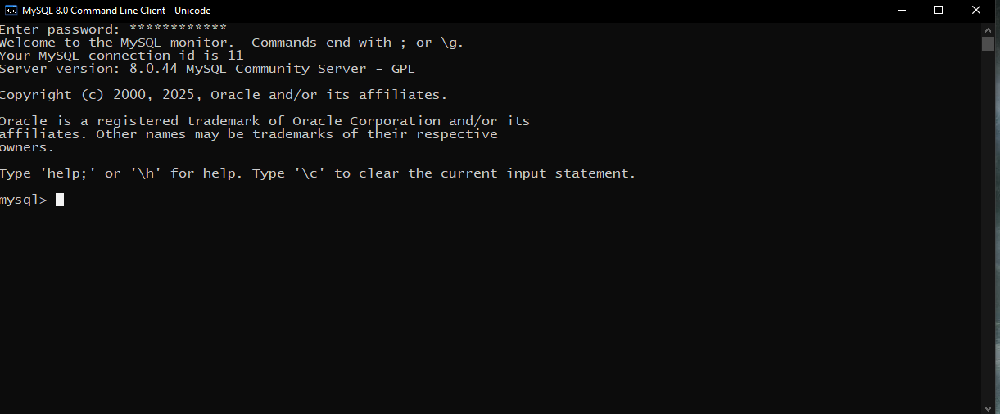 MySQL 8.0 Command Line Client - Unicode
Enter password: ************
Welcome to the MySQL monitor.  Commands end with ; or \g.
Your MySQL connection id is 11
Server version: 8.0.44 MySQL Community Server - GPL
Copyright (c) 2000, 2025, Oracle and/or its affiliates.
Oracle is a registered trademark of Oracle Corporation and/or its
affiliates. Other names may be trademarks of their respective
owners.
Type 'help;' or '\h' for help. Type '\c' to clear the current input statement.
mysql>